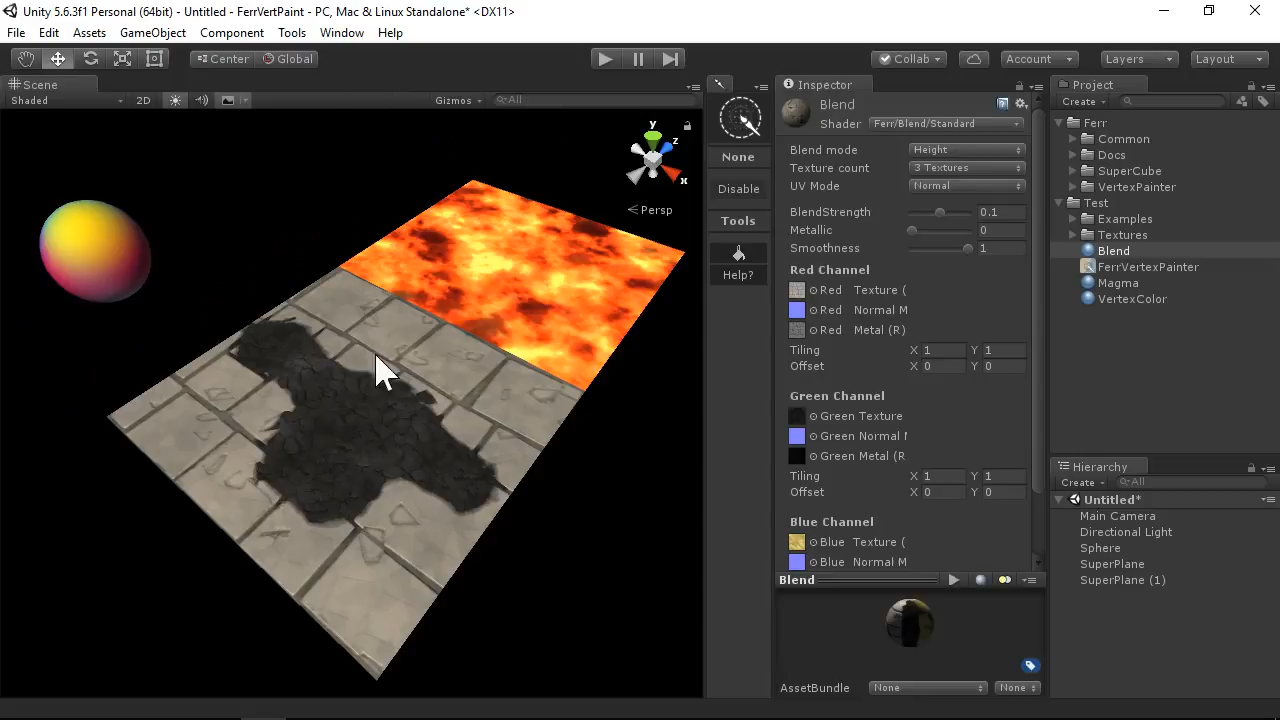 Unity 5.6.3f1 Personal (64bit) - Untitled - FerrVertPaint - PC, Mac & Linux Standalone* <DX11>
File Edit Assets GameObject Component Tools Window Help
Center Global Collab Account Layers Layout
Scene
Shaded 2D Gizmos All
y
z
x
Persp
None
Disable
Tools
Help?
Inspector
Blend
Shader Ferr/Blend/Standard
Blend mode Height
Texture count 3 Textures
UV Mode Normal
BlendStrength 0.1
Metallic 0
Smoothness 1
Red Channel
Red Texture (
Red Normal M
Red Metal (R)
Tiling X 1 Y 1
Offset X 0 Y 0
Green Channel
Green Texture
Green Normal M
Green Metal (R
Tiling X 1 Y 1
Offset X 0 Y 0
Blue Channel
Blue Texture (
Blue Normal M
Blend
AssetBundle None None
Project
Create
Ferr
Common
Docs
SuperCube
VertexPainter
Test
Examples
Textures
Blend
FerrVertexPainter
Magma
VertexColor
Hierarchy
Create All
Untitled*
Main Camera
Directional Light
Sphere
SuperPlane
SuperPlane (1)